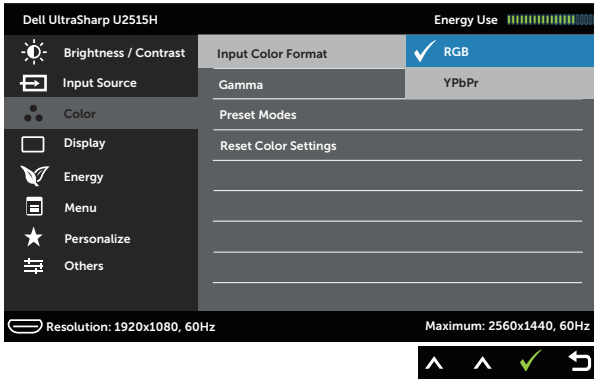 Dell UltraSharp U2515H
Energy Use
Brightness / Contrast
Input Source
Color
Display
Energy
Menu
Personalize
Others
Input Color Format
Gamma
Preset Modes
Reset Color Settings
RGB
YPbPr
Resolution: 1920x1080, 60Hz
Maximum: 2560x1440, 60Hz